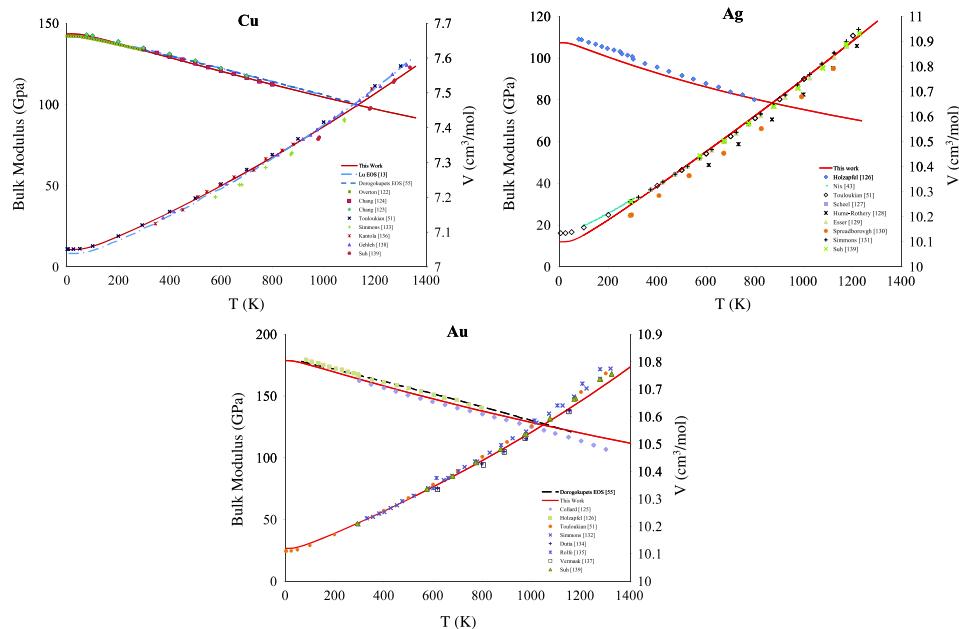 Cu
150
100
50
0
Bulk Modulus (Gpa)
7.7
7.6
7.5
7.4
7.3
7.2
7.1
7
V (cm³/mol)
0 200 400 600 800 1000 1200 1400
T (K)
This Work
Lu EOS [13]
Dorogokupets EOS [55]
Overton [122]
Chang [124]
Chang [123]
Touloukian [51]
Simmons [133]
Kantola [136]
Gehlch [138]
Suh [139]
Ag
120
100
80
60
40
20
0
Bulk Modulus (GPa)
11
10.9
10.8
10.7
10.6
10.5
10.4
10.3
10.2
10.1
10
V (cm³/mol)
0 200 400 600 800 1000 1200 1400
T (K)
This work
Holzapfel [126]
Nix [43]
Touloukian [51]
Scheel [127]
Hume-Rothery [128]
Esser [129]
Spreadborovgh [130]
Simmons [131]
Suh [139]
Au
200
150
100
50
0
Bulk Modulus (GPa)
10.9
10.8
10.7
10.6
10.5
10.4
10.3
10.2
10.1
10
V (cm³/mol)
0 200 400 600 800 1000 1200 1400
T (K)
Dorogokupets EOS [55]
This Work
Collard [125]
Holzapfel [126]
Touloukian [51]
Simmons [132]
Dutta [134]
Rolfe [135]
Vermaak [137]
Suh [139]